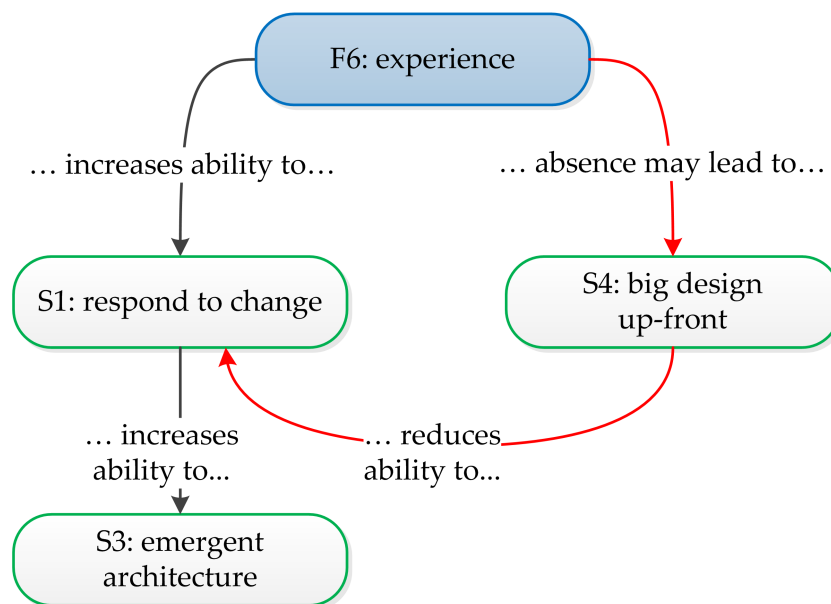 F6: experience
… increases ability to…
… absence may lead to…
S1: respond to change
S4: big design
up-front
… increases
ability to...
… reduces
ability to...
S3: emergent
architecture